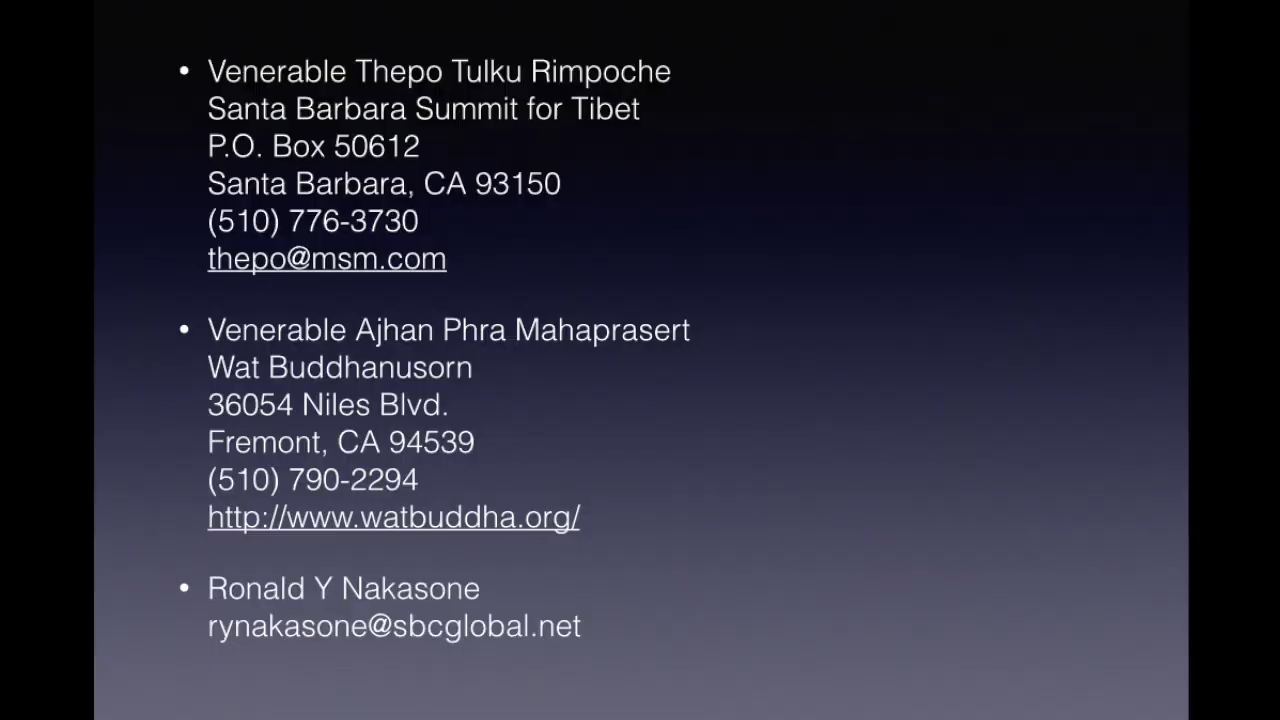 • Venerable Thepo Tulku Rimpoche
Santa Barbara Summit for Tibet
P.O. Box 50612
Santa Barbara, CA 93150
(510) 776-3730
thepo@msm.com
• Venerable Ajhan Phra Mahaprasert
Wat Buddhanusorn
36054 Niles Blvd.
Fremont, CA 94539
(510) 790-2294
http://www.watbuddha.org/
• Ronald Y Nakasone
rynakasone@sbcglobal.net